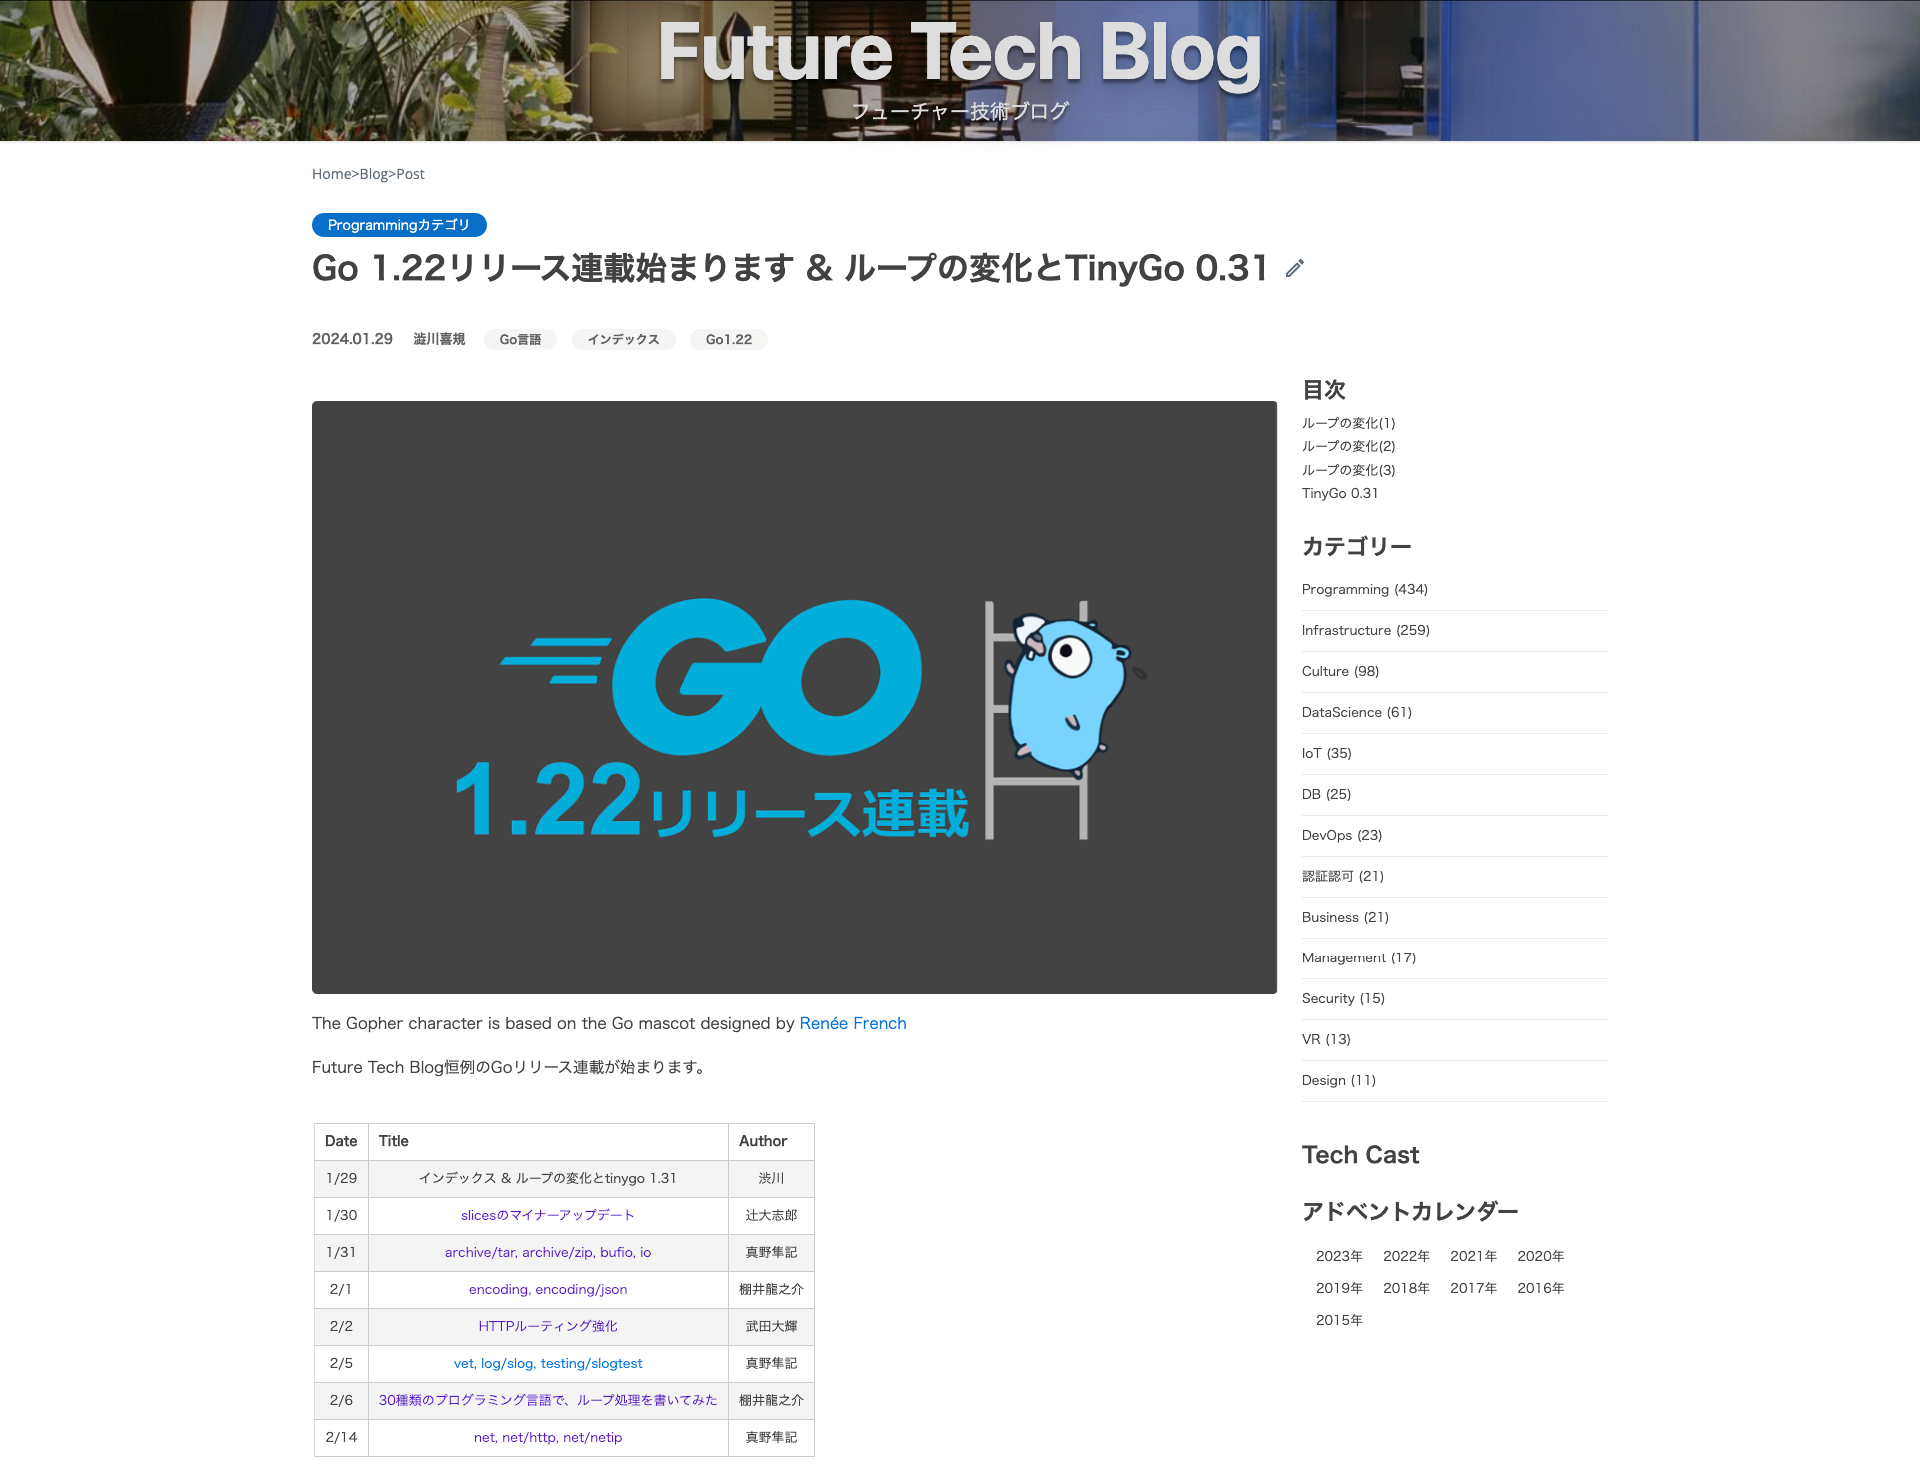 Future Tech Blog
フューチャー技術ブログ
Home>Blog>Post
Programmingカテゴリ
Go 1.22リリース連載始まります & ループの変化とTinyGo 0.31
2024.01.29 澁川喜規 Go言語 インデックス Go1.22
GO
1.22リリース連載
The Gopher character is based on the Go mascot designed by Renée French
Future Tech Blog恒例のGoリリース連載が始まります。
Date Title Author
1/29 インデックス & ループの変化とtinygo 1.31 渋川
1/30 slicesのマイナーアップデート 辻大志郎
1/31 archive/tar, archive/zip, bufio, io 真野隼記
2/1 encoding, encoding/json 棚井龍之介
2/2 HTTPルーティング強化 武田大輝
2/5 vet, log/slog, testing/slogtest 真野隼記
2/6 30種類のプログラミング言語で、ループ処理を書いてみた 棚井龍之介
2/14 net, net/http, net/netip 真野隼記
目次
ループの変化(1)
ループの変化(2)
ループの変化(3)
TinyGo 0.31
カテゴリー
Programming (434)
Infrastructure (259)
Culture (98)
DataScience (61)
IoT (35)
DB (25)
DevOps (23)
認証認可 (21)
Business (21)
Management (17)
Security (15)
VR (13)
Design (11)
Tech Cast
アドベントカレンダー
2023年 2022年 2021年 2020年
2019年 2018年 2017年 2016年
2015年